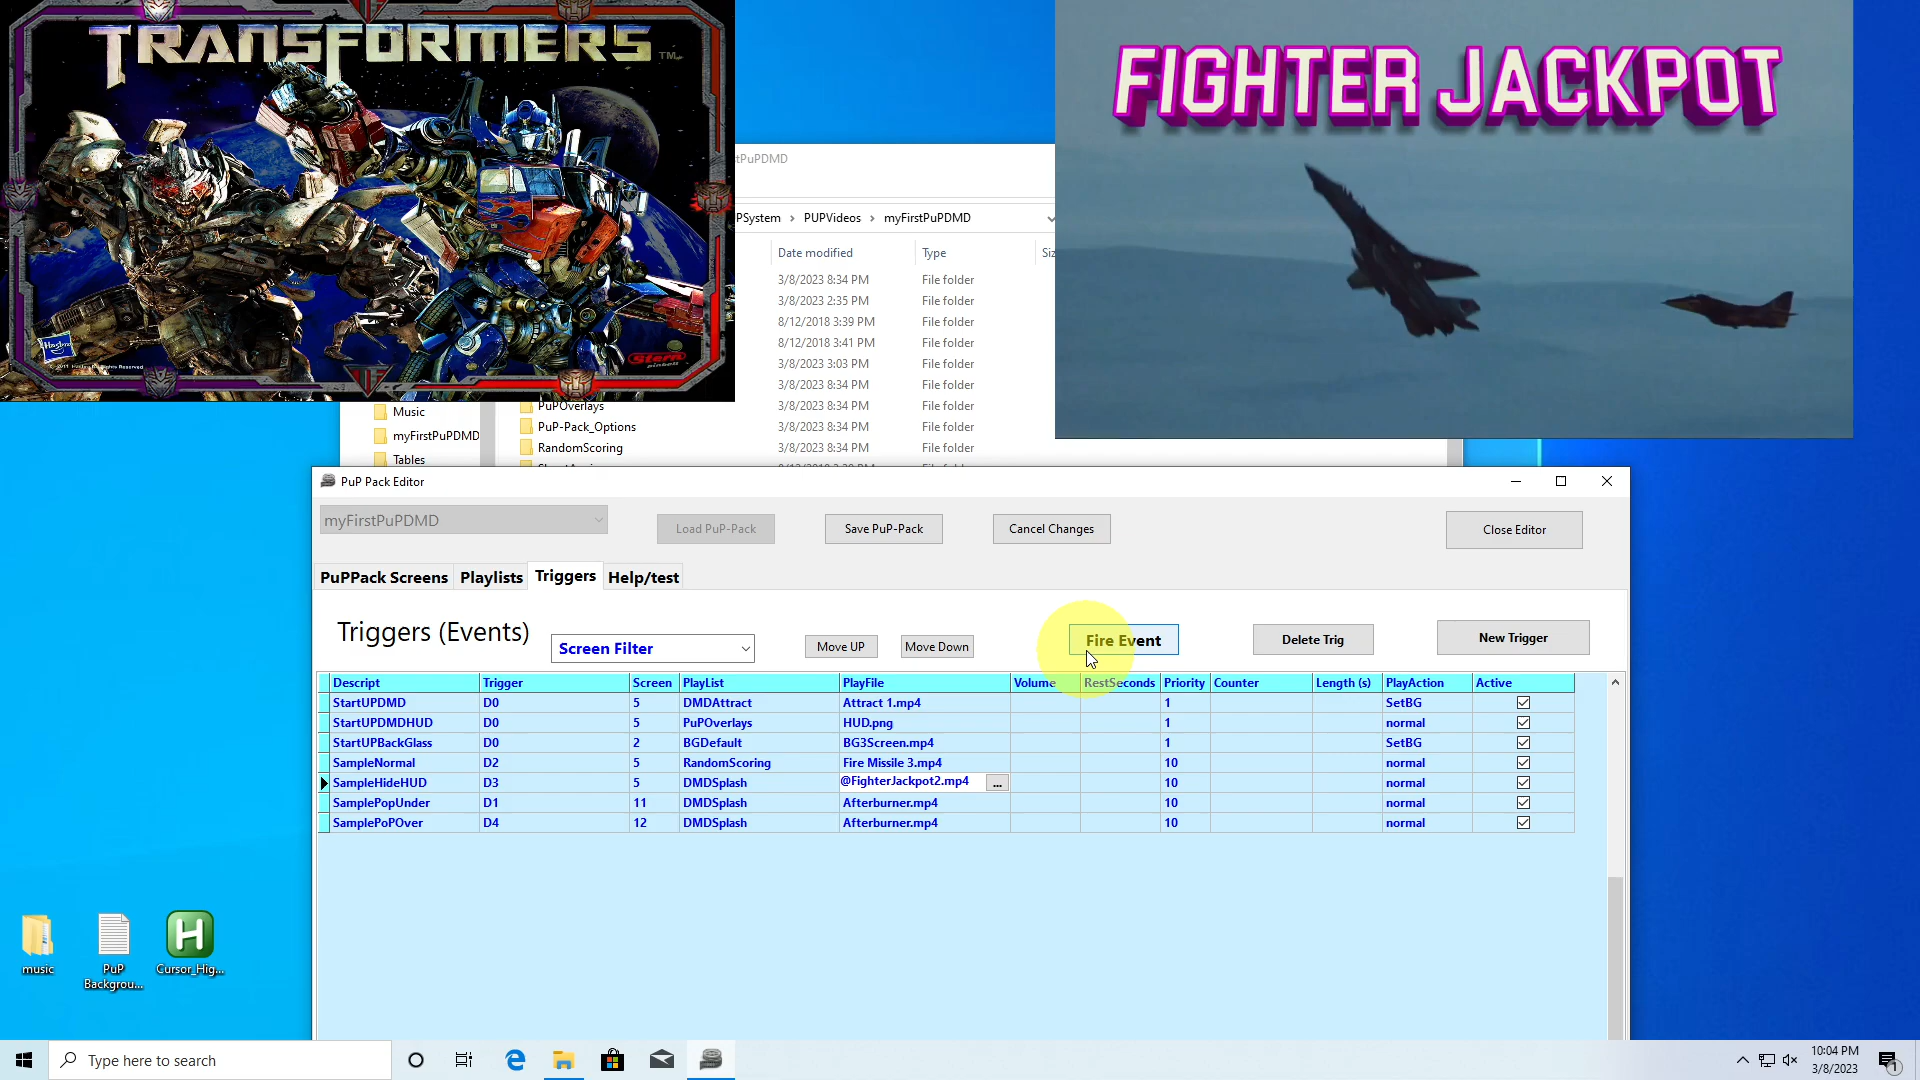 TRANSFORMERS
TM
Hasbro
Stern
pinball
FIGHTER JACKPOT
tPuPDMD
PSystem > PUPVideos > myFirstPuPDMD
Date modified Type Siz
3/8/2023 8:34 PM File folder
3/8/2023 2:35 PM File folder
8/12/2018 3:39 PM File folder
8/12/2018 3:41 PM File folder
3/8/2023 3:03 PM File folder
3/8/2023 8:34 PM File folder
Music PuPOverlays 3/8/2023 8:34 PM File folder
myFirstPuPDMD PuP-Pack_Options 3/8/2023 8:34 PM File folder
Tables RandomScoring 3/8/2023 8:34 PM File folder
PuP Pack Editor
myFirstPuPDMD Load PuP-Pack Save PuP-Pack Cancel Changes Close Editor
PuPPack Screens Playlists Triggers Help/test
Triggers (Events) Screen Filter Move UP Move Down Fire Event Delete Trig New Trigger
Descript Trigger Screen PlayList PlayFile Volume RestSeconds Priority Counter Length (s) PlayAction Active
StartUPDMD D0 5 DMDAttract Attract 1.mp4 1 SetBG
StartUPDMDHUD D0 5 PuPOverlays HUD.png 1 normal
StartUPBackGlass D0 2 BGDefault BG3Screen.mp4 1 SetBG
SampleNormal D2 5 RandomScoring Fire Missile 3.mp4 10 normal
SampleHideHUD D3 5 DMDSplash @FighterJackpot2.mp4 ... 10 normal
SamplePopUnder D1 11 DMDSplash Afterburner.mp4 10 normal
SamplePoPOver D4 12 DMDSplash Afterburner.mp4 10 normal
music PuP Backgrou... H Cursor_Hig...
Type here to search
10:04 PM
3/8/2023
1